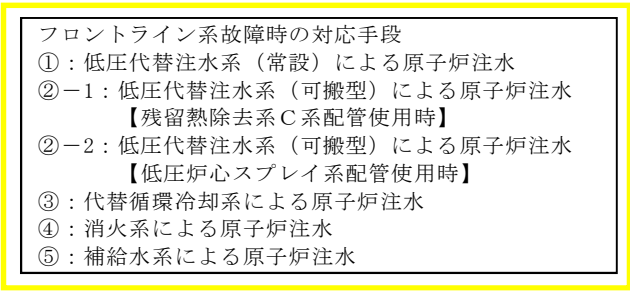 フロントライン系故障時の対応手段
①：低圧代替注水系（常設）による原子炉注水
②－1：低圧代替注水系（可搬型）による原子炉注水
【残留熱除去系Ｃ系配管使用時】
②－2：低圧代替注水系（可搬型）による原子炉注水
【低圧炉心スプレイ系配管使用時】
③：代替循環冷却系による原子炉注水
④：消火系による原子炉注水
⑤：補給水系による原子炉注水